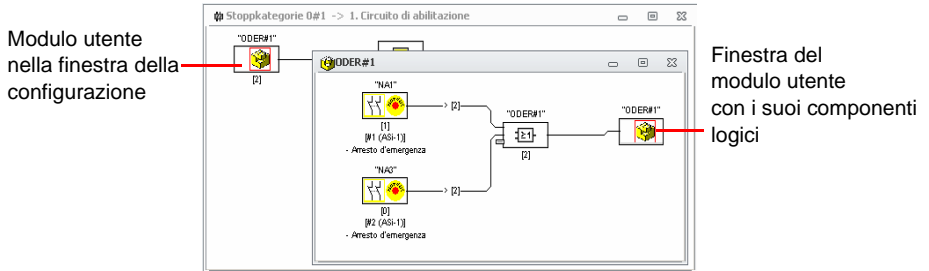 Stoppkategorie 0#1 -> 1. Circuito di abilitazione
Modulo utente
nella finestra della
configurazione
"ODER#1"
[2]
ODER#1
"NA1"
> [2]
[1]
[#1 (ASi-1)]
- Arresto d'emergenza
"NA3"
> [2]
[0]
[#2 (ASi-1)]
- Arresto d'emergenza
"ODER#1"
≥1
[2]
"ODER#1"
Finestra del
modulo utente
con i suoi componenti
logici